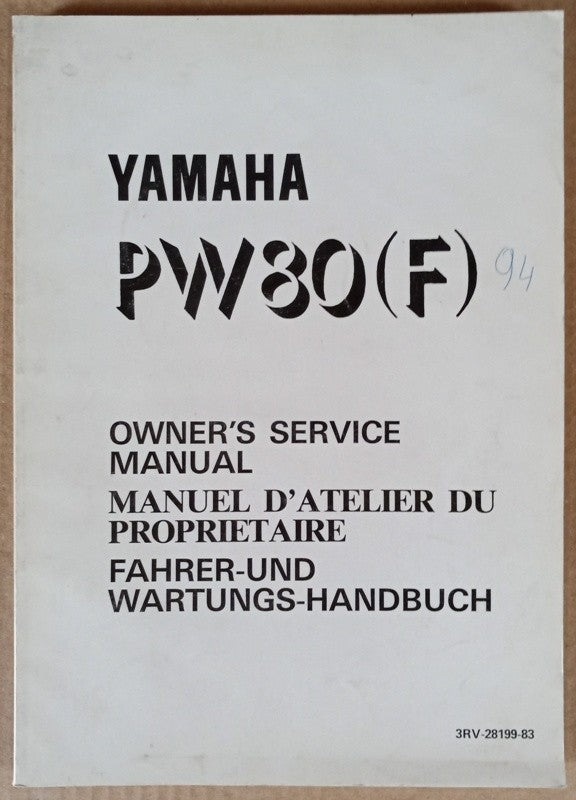 YAMAHA
PW80(F) 94
OWNER'S SERVICE
MANUAL
MANUEL D'ATELIER DU
PROPRIETAIRE
FAHRER-UND
WARTUNGS-HANDBUCH
3RV-28199-83